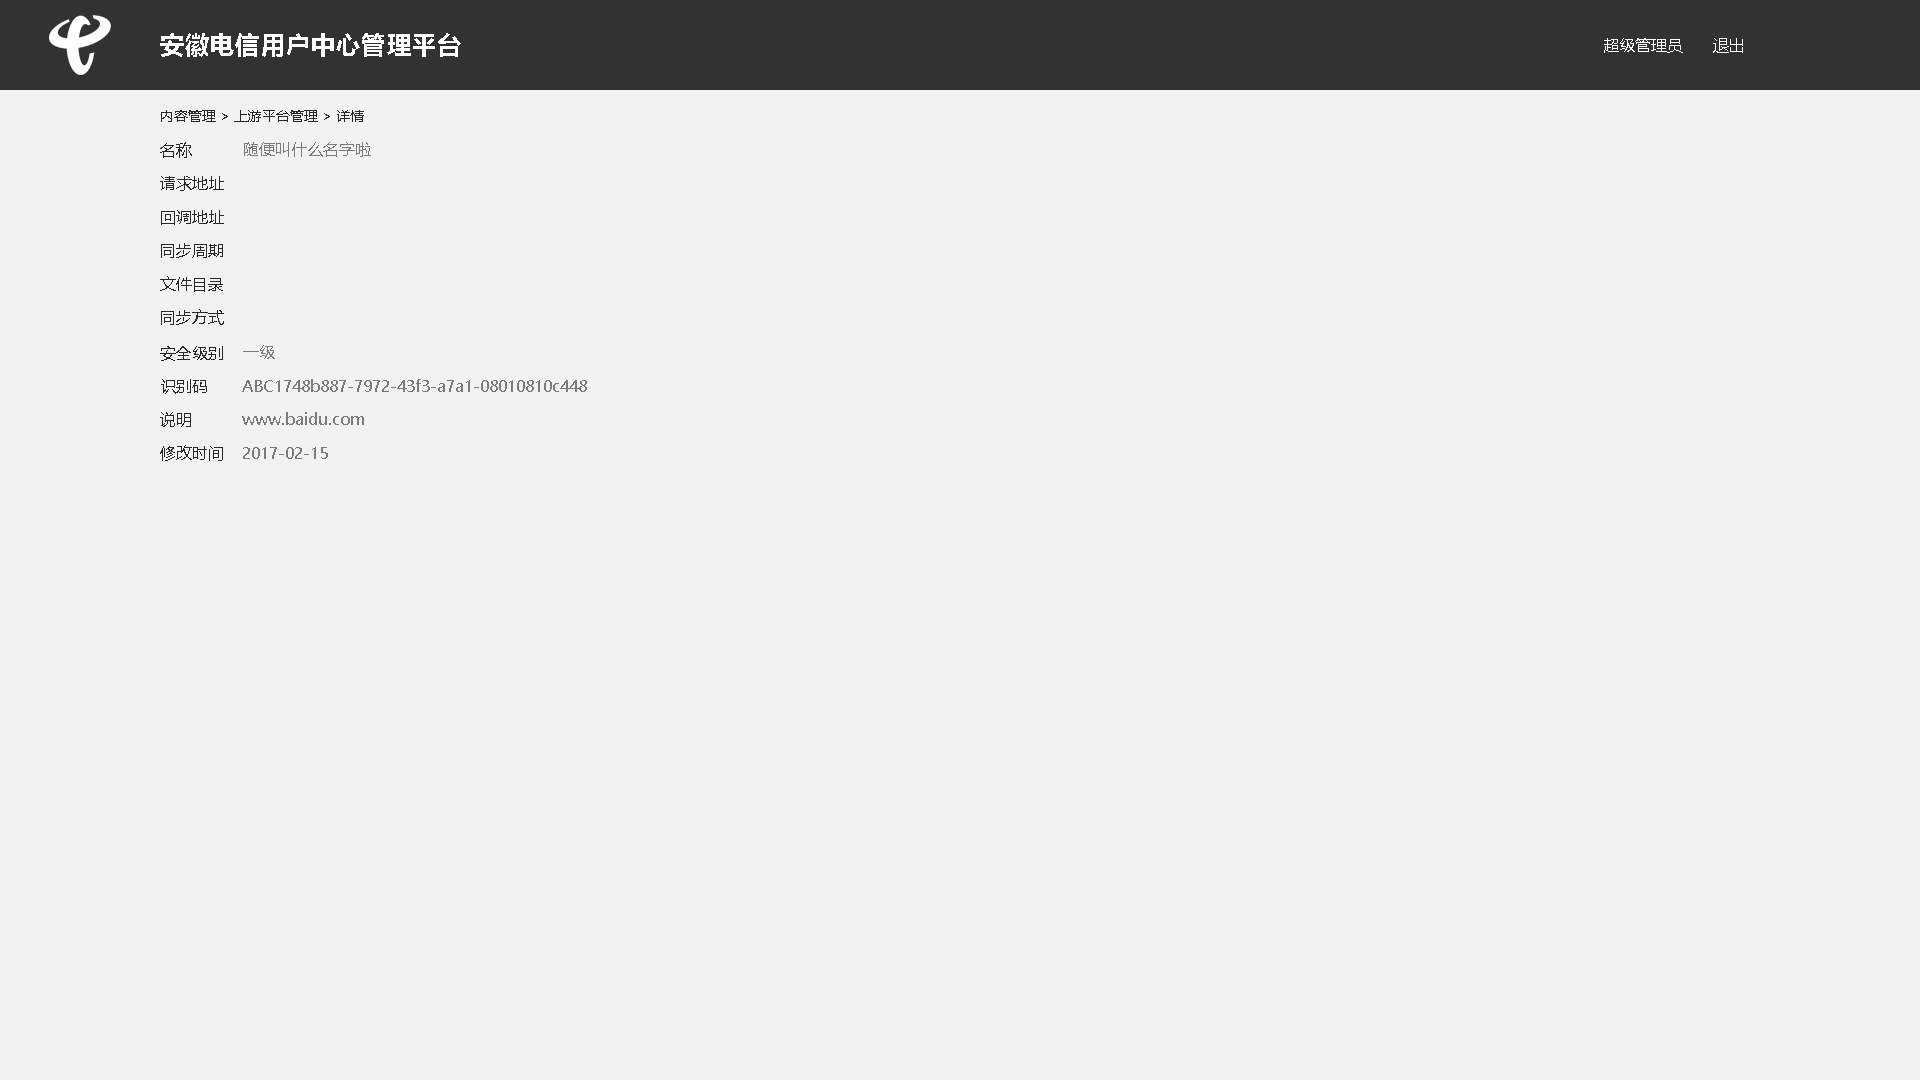 安徽电信用户中心管理平台 超级管理员 退出
内容管理 > 上游平台管理 > 详情
名称 随便叫什么名字啦
请求地址
回调地址
同步周期
文件目录
同步方式
安全级别 一级
识别码 ABC1748b887-7972-43f3-a7a1-08010810c448
说明 www.baidu.com
修改时间 2017-02-15